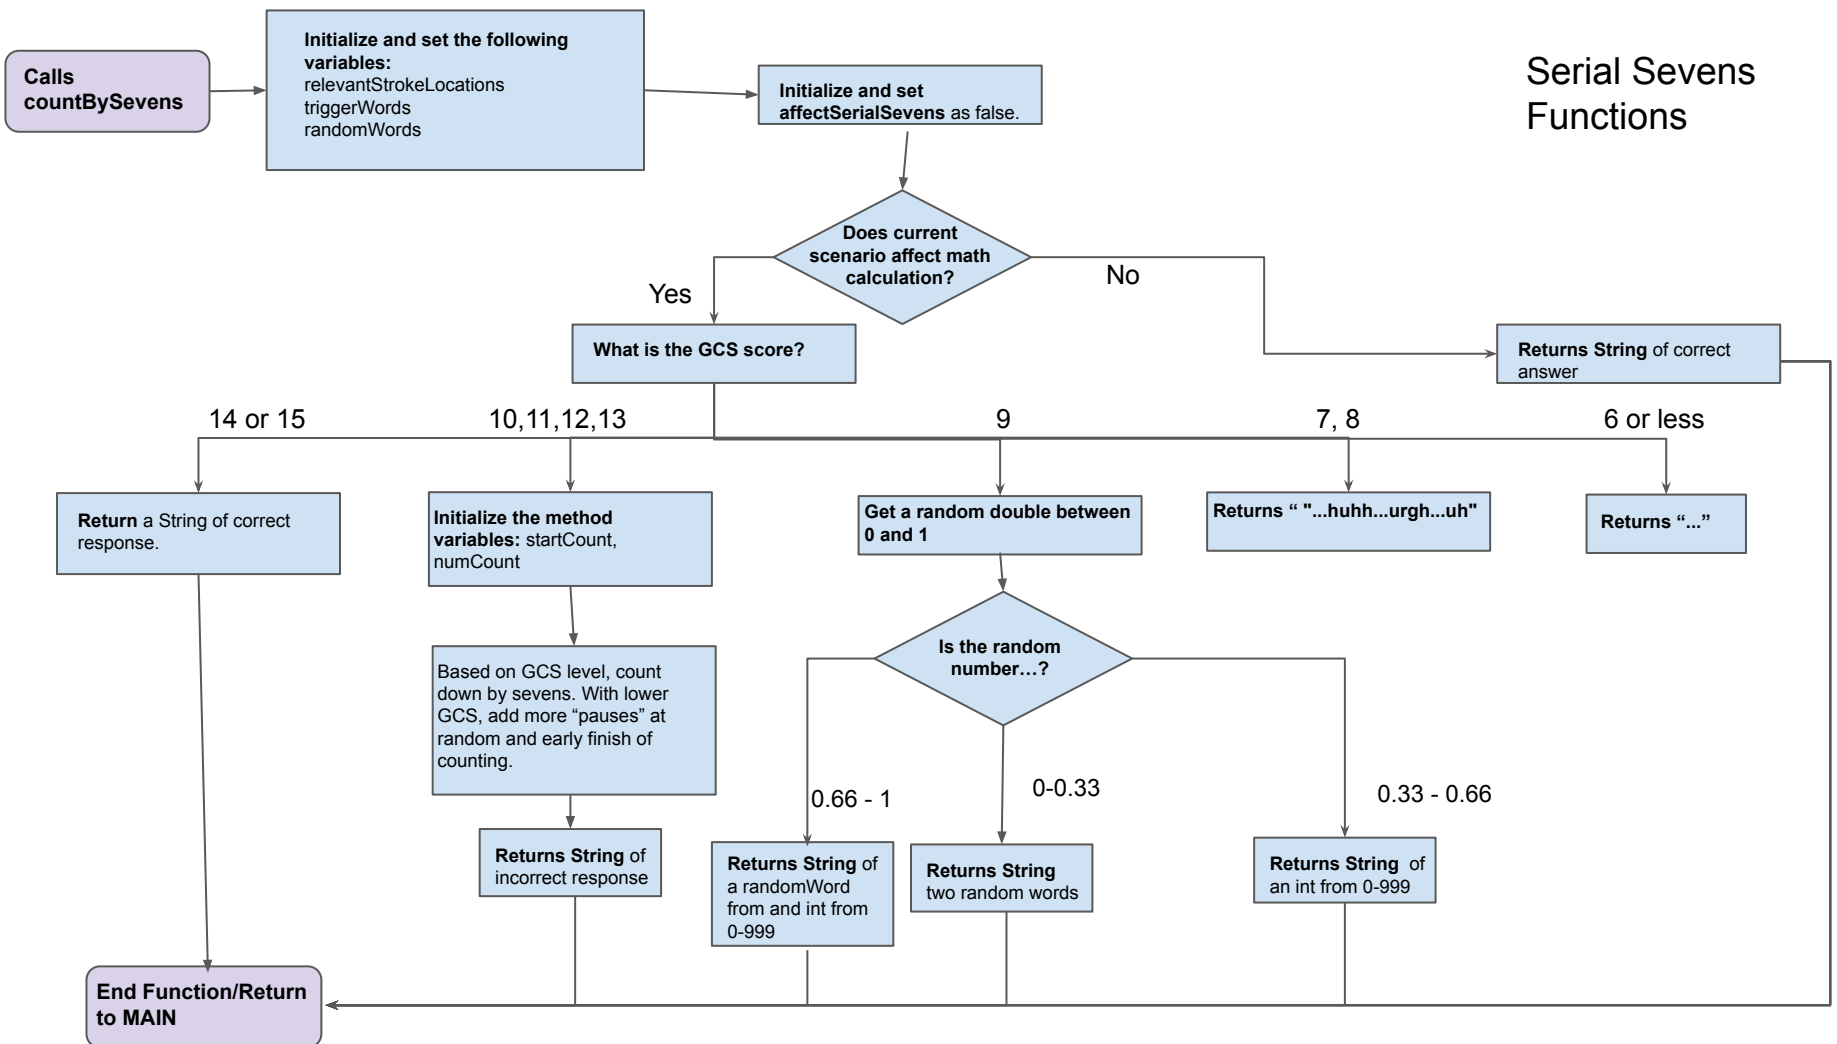 Serial Sevens
Functions
Calls
countBySevens
Initialize and set the following
variables:
relevantStrokeLocations
triggerWords
randomWords
Initialize and set
affectSerialSevens as false.
Does current
scenario affect math
calculation?
Yes
No
What is the GCS score?
Returns String of correct
answer
14 or 15
10,11,12,13
9
7, 8
6 or less
Return a String of correct
response.
Initialize the method
variables: startCount,
numCount
Get a random double between
0 and 1
Returns “ "...huhh...urgh...uh"
Returns “...”
Based on GCS level, count
down by sevens. With lower
GCS, add more “pauses” at
random and early finish of
counting.
Is the random
number…?
0.66 - 1
0-0.33
0.33 - 0.66
Returns String of
incorrect response
Returns String of
a randomWord
from and int from
0-999
Returns String
two random words
Returns String of
an int from 0-999
End Function/Return
to MAIN